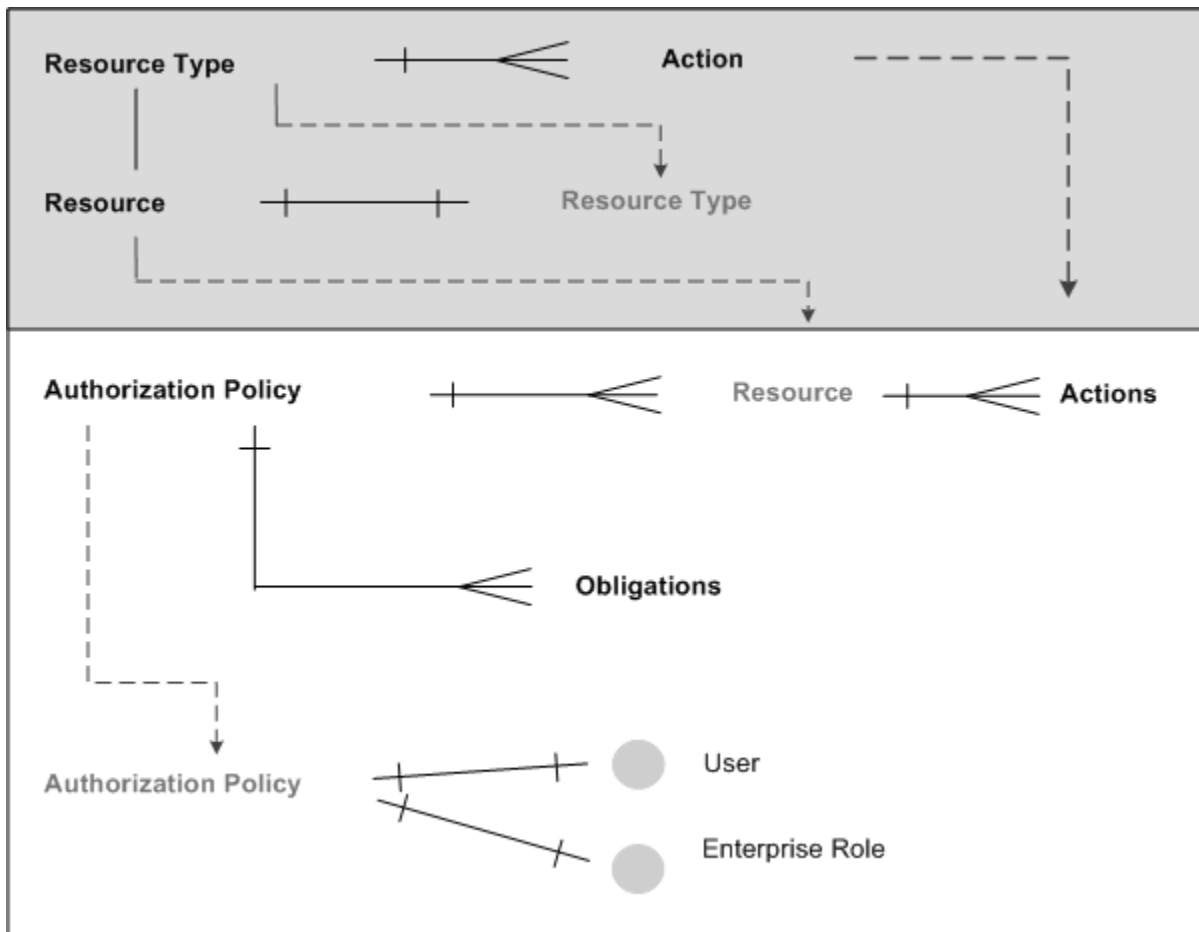 Resource Type
Action
Resource
Resource Type
Authorization Policy
Resource
Actions
Obligations
Authorization Policy
User
Enterprise Role